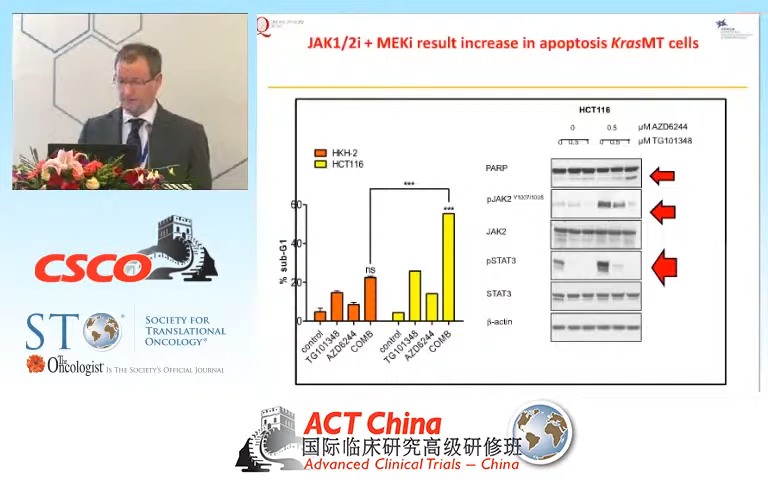 JAK1/2i + MEKi result increase in apoptosis KrasMT cells
HKH-2
HCT116
% sub-G1
60
40
20
0
ns
***
***
control
TG101348
AZD6244
COMB
control
TG101348
AZD6244
COMB
HCT116
0 0.5 µM AZD6244
µM TG101348
PARP
pJAK2 Y1007/1008
JAK2
pSTAT3
STAT3
β-actin
CSCO
STO
SOCIETY FOR
TRANSLATIONAL
ONCOLOGY®
The Oncologist IS THE SOCIETY'S OFFICIAL JOURNAL
ACT China
国际临床研究高级研修班
Advanced Clinical Trials – China